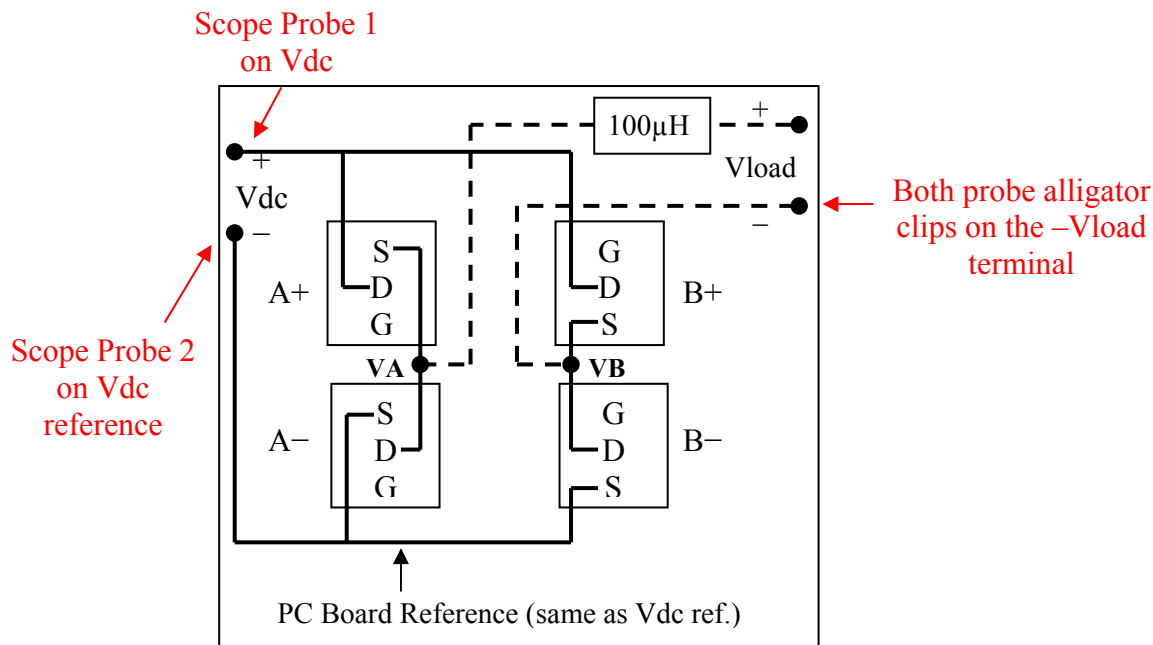 Scope Probe 1
on Vdc
100µH
+
Vload
−
+
Vdc
−
Both probe alligator
clips on the –Vload
terminal
Scope Probe 2
on Vdc
reference
A+
S
D
G
G
D
S
B+
VA
VB
A−
S
D
G
G
D
S
B−
PC Board Reference (same as Vdc ref.)